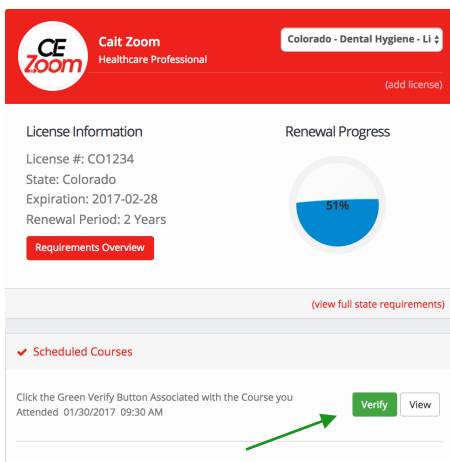 CE
Zoom
Cait Zoom
Healthcare Professional
Colorado - Dental Hygiene - Li
(add license)
License Information
License #: CO1234
State: Colorado
Expiration: 2017-02-28
Renewal Period: 2 Years
Requirements Overview
Renewal Progress
51%
(view full state requirements)
Scheduled Courses
Click the Green Verify Button Associated with the Course you
Attended 01/30/2017 09:30 AM
Verify
View